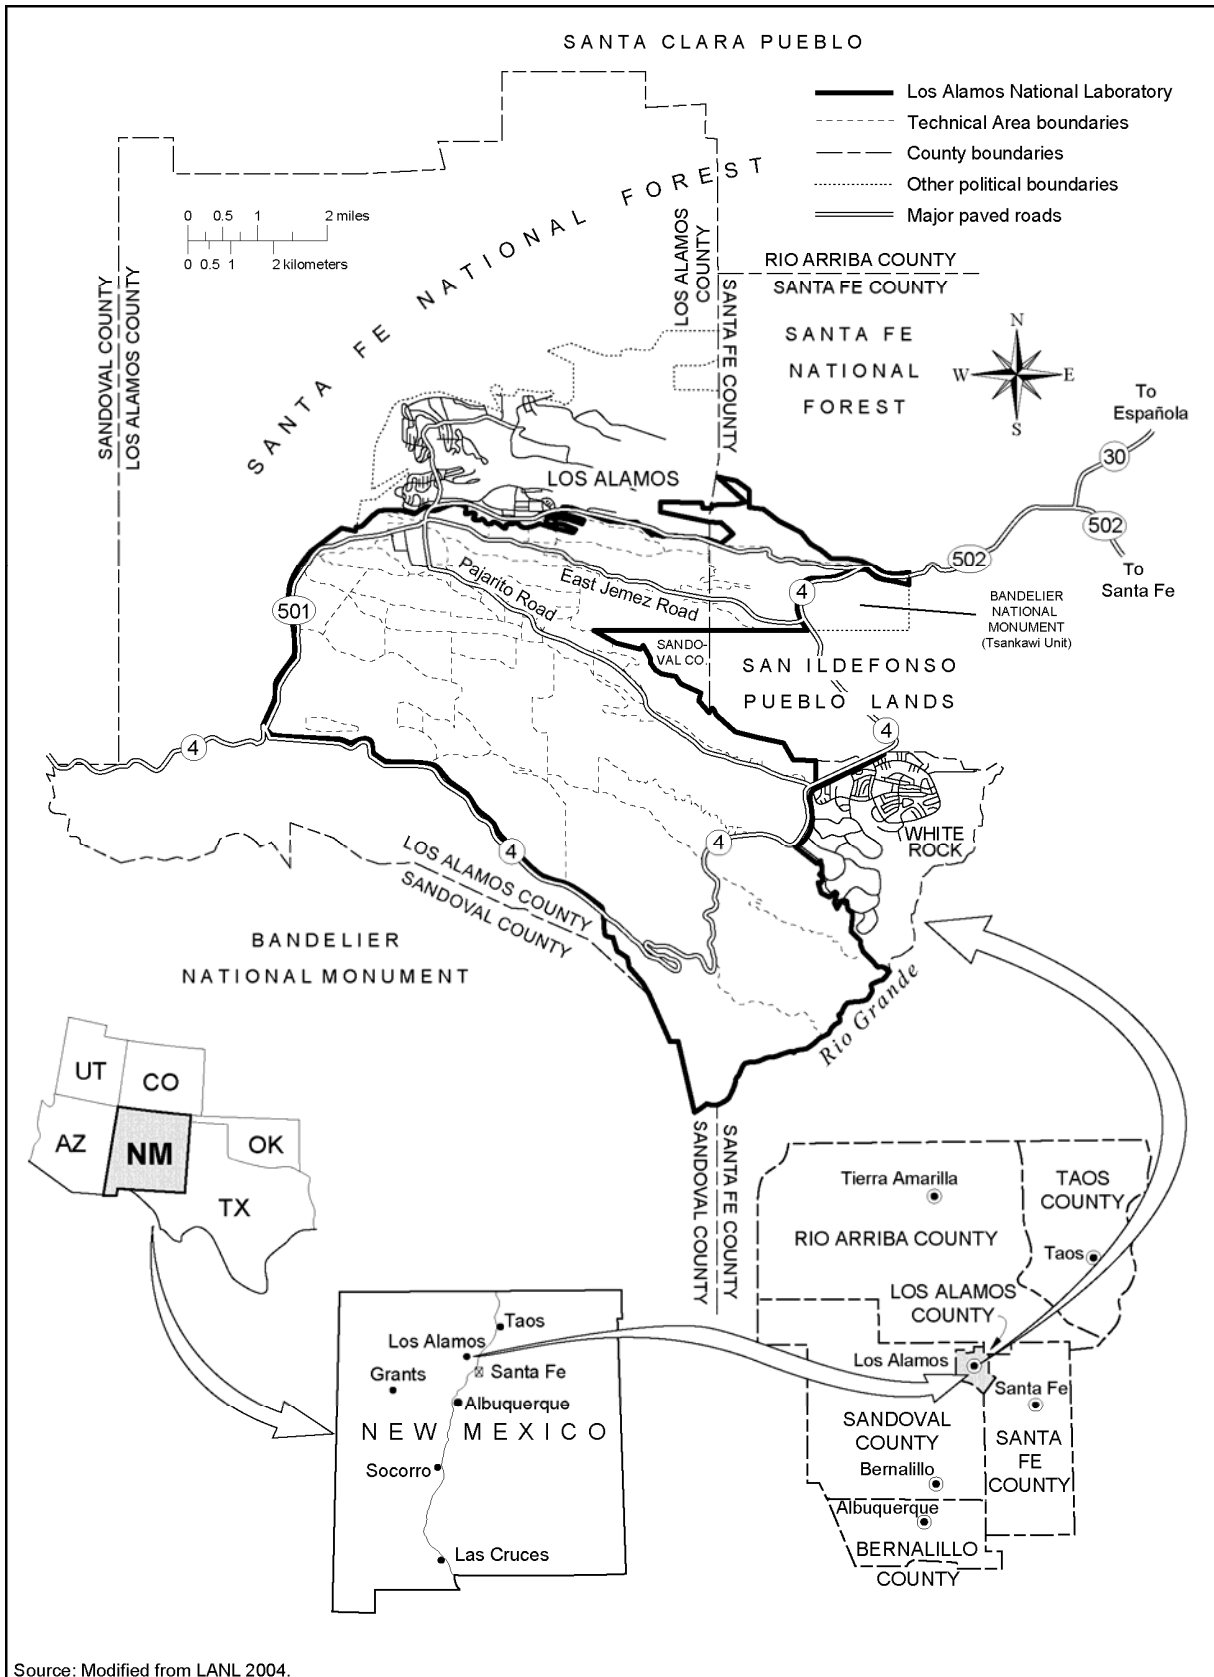 SANTA CLARA PUEBLO
Los Alamos National Laboratory
Technical Area boundaries
County boundaries
Other political boundaries
Major paved roads
0 0.5 1 2 miles
0 0.5 1 2 kilometers
SANTA FE NATIONAL FOREST
SANDOVAL COUNTY
LOS ALAMOS COUNTY
LOS ALAMOS
COUNTY
SANTA FE COUNTY
RIO ARRIBA COUNTY
SANTA FE COUNTY
SANTA FE
NATIONAL
FOREST
N
W E
S
To
Española
30
502
502
To
Santa Fe
LOS ALAMOS
501
Pajarito Road
East Jemez Road
4
BANDELIER
NATIONAL
MONUMENT
(Tsankawi Unit)
SANDO-
VAL CO.
SAN ILDEFONSO
PUEBLO LANDS
4
4
4
4
WHITE
ROCK
LOS ALAMOS COUNTY
SANDOVAL COUNTY
BANDELIER
NATIONAL MONUMENT
Rio Grande
SANDOVAL COUNTY
SANTA FE COUNTY
UT
CO
AZ
NM
OK
TX
Taos
Los Alamos
Santa Fe
Grants
Albuquerque
NEW MEXICO
Socorro
Las Cruces
Tierra Amarilla
TAOS
COUNTY
RIO ARRIBA COUNTY
Taos
LOS ALAMOS
COUNTY
Los Alamos
Santa Fe
SANDOVAL
COUNTY
SANTA
FE
COUNTY
Bernalillo
Albuquerque
BERNALILLO
COUNTY
Source: Modified from LANL 2004.